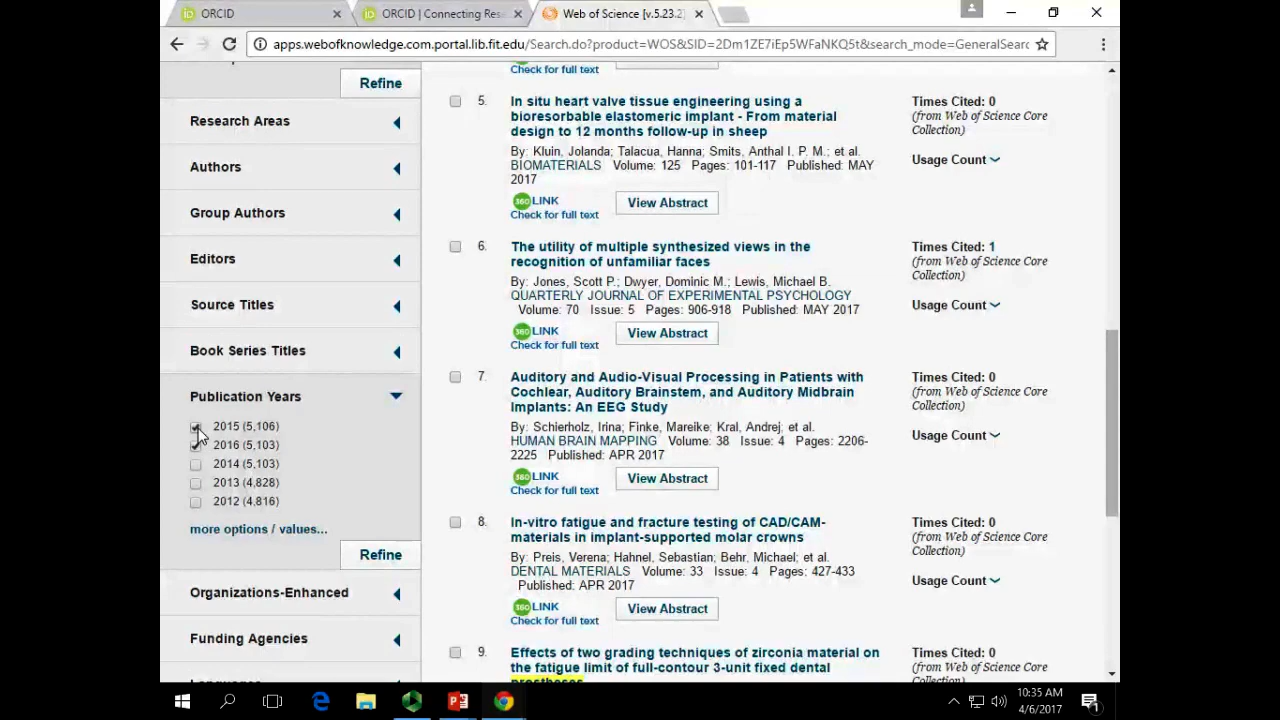 ORCID
ORCID | Connecting Res
Web of Science [v.5.23.2]
apps.webofknowledge.com.portal.lib.fit.edu/Search.do?product=WOS&SID=2Dm1ZE7iEp5WFaNKQ5t&search_mode=GeneralSearc
Check for full text
Refine
Research Areas
Authors
Group Authors
Editors
Source Titles
Book Series Titles
Publication Years
2015 (5,106)
2016 (5,103)
2014 (5,103)
2013 (4,828)
2012 (4,816)
more options / values...
Refine
Organizations-Enhanced
Funding Agencies
5.
In situ heart valve tissue engineering using a
bioresorbable elastomeric implant - From material
design to 12 months follow-up in sheep
By: Kluin, Jolanda; Talacua, Hanna; Smits, Anthal I. P. M.; et al.
BIOMATERIALS Volume: 125 Pages: 101-117 Published: MAY
2017
360 LINK
Check for full text
View Abstract
Times Cited: 0
(from Web of Science Core
Collection)
Usage Count
6.
The utility of multiple synthesized views in the
recognition of unfamiliar faces
By: Jones, Scott P.; Dwyer, Dominic M.; Lewis, Michael B.
QUARTERLY JOURNAL OF EXPERIMENTAL PSYCHOLOGY
Volume: 70 Issue: 5 Pages: 906-918 Published: MAY 2017
360 LINK
Check for full text
View Abstract
Times Cited: 1
(from Web of Science Core
Collection)
Usage Count
7.
Auditory and Audio-Visual Processing in Patients with
Cochlear, Auditory Brainstem, and Auditory Midbrain
Implants: An EEG Study
By: Schierholz, Irina; Finke, Mareike; Kral, Andrej; et al.
HUMAN BRAIN MAPPING Volume: 38 Issue: 4 Pages: 2206-
2225 Published: APR 2017
360 LINK
Check for full text
View Abstract
Times Cited: 0
(from Web of Science Core
Collection)
Usage Count
8.
In-vitro fatigue and fracture testing of CAD/CAM-
materials in implant-supported molar crowns
By: Preis, Verena; Hahnel, Sebastian; Behr, Michael; et al.
DENTAL MATERIALS Volume: 33 Issue: 4 Pages: 427-433
Published: APR 2017
360 LINK
Check for full text
View Abstract
Times Cited: 0
(from Web of Science Core
Collection)
Usage Count
9.
Effects of two grading techniques of zirconia material on
the fatigue limit of full-contour 3-unit fixed dental
prostheses
Times Cited: 0
(from Web of Science Core
Collection)
10:35 AM
4/6/2017